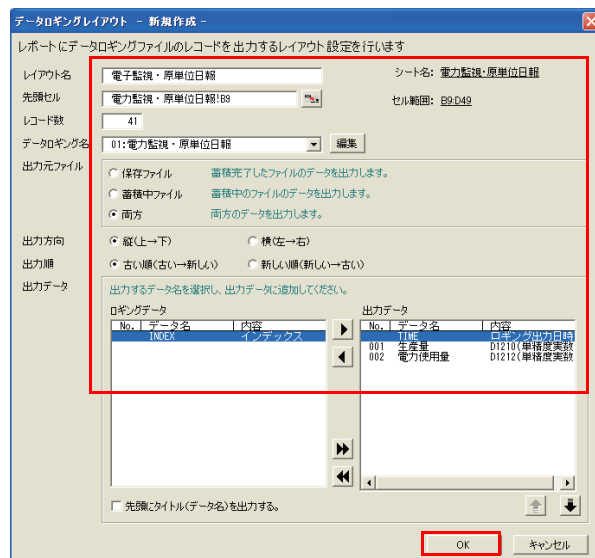 データロギングレイアウト - 新規作成 -
レポートにデータロギングファイルのレコードを出力するレイアウト設定を行います
レイアウト名 電子監視・原単位日報 シート名: 電力監視・原単位日報
先頭セル 電力監視・原単位日報!B9 セル範囲: B9:D49
レコード数 41
データロギング名 01:電力監視・原単位日報 編集
出力元ファイル 保存ファイル 蓄積完了したファイルのデータを出力します。
蓄積中ファイル 蓄積中のファイルのデータを出力します。
両方 両方のデータを出力します。
出力方向 縦(上→下) 横(左→右)
出力順 古い順(古い→新しい) 新しい順(新しい→古い)
出力データ 出力するデータ名を選択し、出力データに追加してください。
ロギングデータ 出力データ
No. データ名 内容 No. データ名 内容
INDEX インデックス TIME ロギング出力日時
001 生産量 D1210(単精度実数
002 電力使用量 D1212(単精度実数
先頭にタイトル(データ名)を出力する。
OK キャンセル